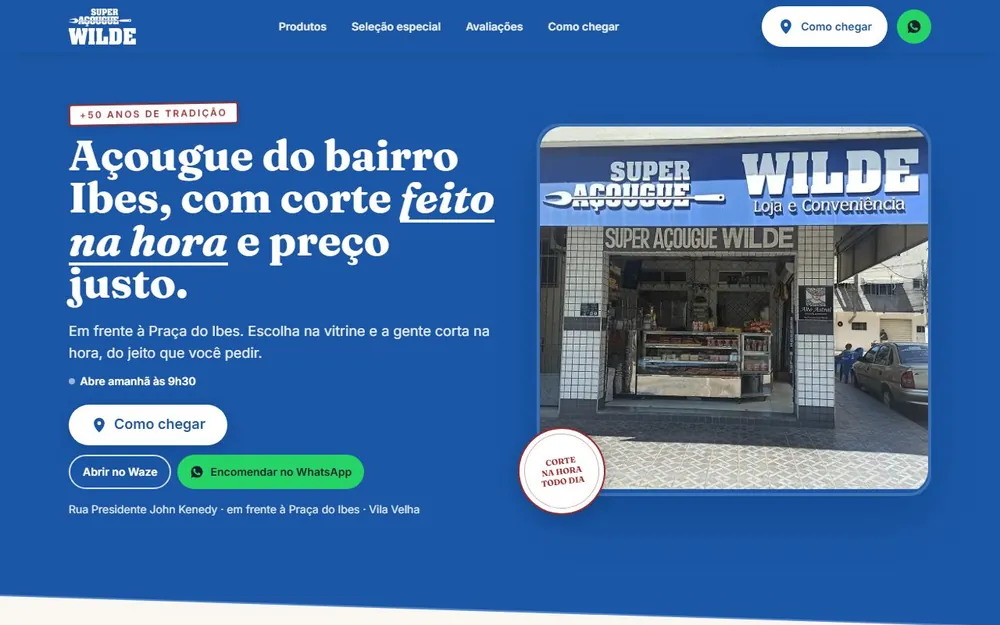 SUPER
AÇOUGUE
WILDE
Produtos
Seleção especial
Avaliações
Como chegar
Como chegar
+50 ANOS DE TRADIÇÃO
Açougue do bairro
Ibes, com corte feito
na hora e preço
justo.
Em frente à Praça do Ibes. Escolha na vitrine e a gente corta na
hora, do jeito que você pedir.
Abre amanhã às 9h30
Como chegar
Abrir no Waze
Encomendar no WhatsApp
Rua Presidente John Kenedy · em frente à Praça do Ibes · Vila Velha
SUPER
AÇOUGUE
WILDE
Loja e Conveniência
SUPER AÇOUGUE WILDE
Alto Astral
CORTE
NA HORA
TODO DIA